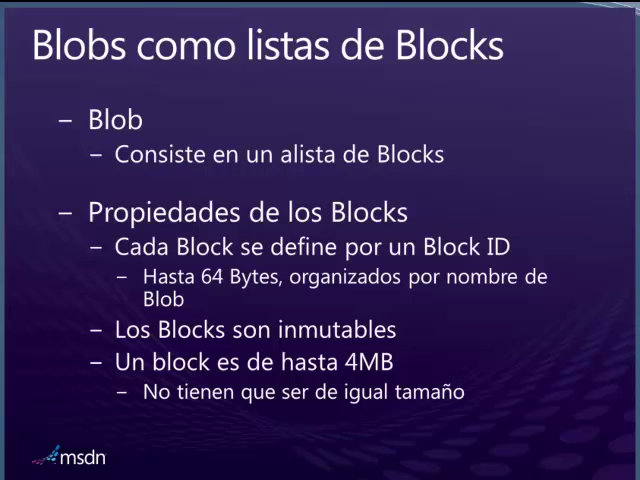 Blobs como listas de Blocks
– Blob
– Consiste en un alista de Blocks
– Propiedades de los Blocks
– Cada Block se define por un Block ID
– Hasta 64 Bytes, organizados por nombre de
Blob
– Los Blocks son inmutables
– Un block es de hasta 4MB
– No tienen que ser de igual tamaño
msdn